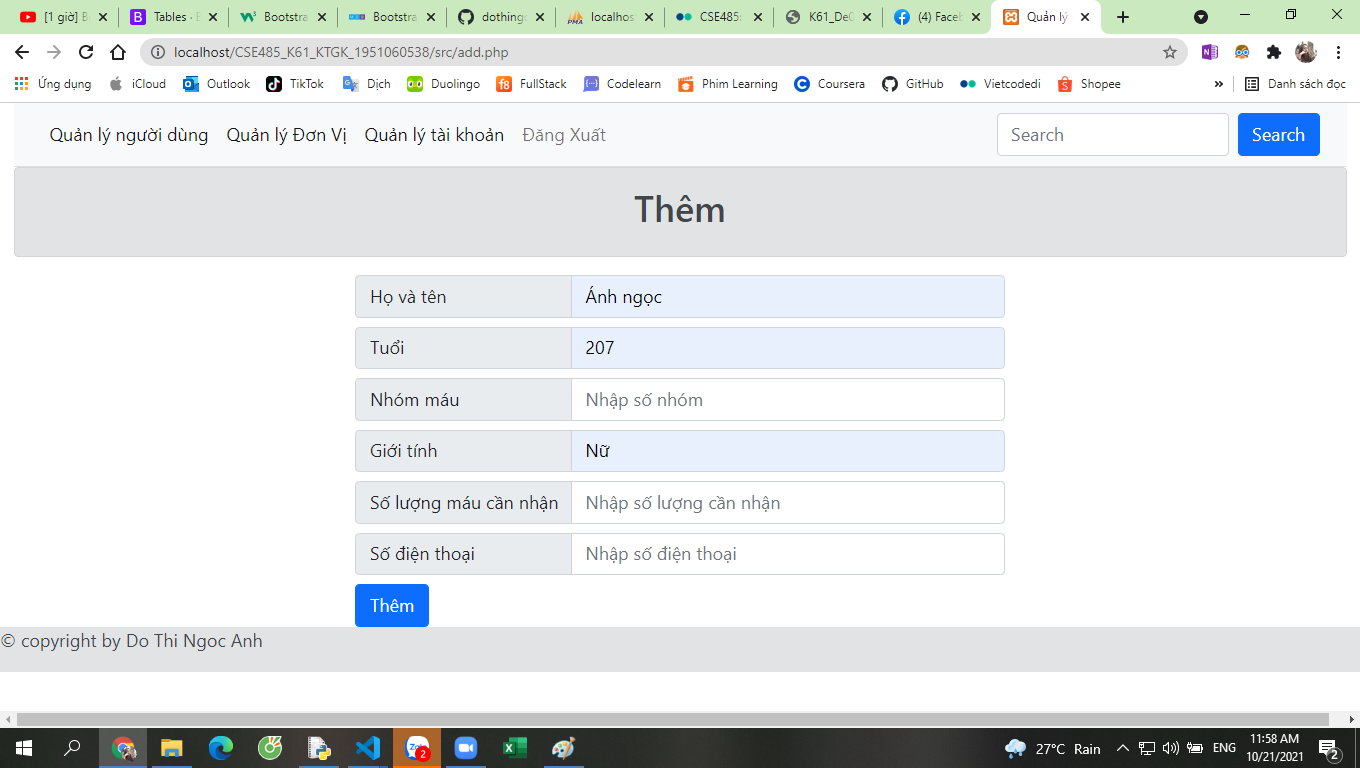 [1 giờ] B
Tables · B
Bootstra
Bootstra
dothingo
localhos
CSE485
K61_DeC
(4) Faceb
Quản lý
localhost/CSE485_K61_KTGK_1951060538/src/add.php
Ứng dụng iCloud Outlook TikTok Dịch Duolingo FullStack Codelearn Phim Learning Coursera GitHub Vietcodedi Shopee » Danh sách đọc
Quản lý người dùng Quản lý Đơn Vị Quản lý tài khoản Đăng Xuất Search Search
Thêm
Họ và tên Ánh ngọc
Tuổi 207
Nhóm máu Nhập số nhóm
Giới tính Nữ
Số lượng máu cần nhận Nhập số lượng cần nhận
Số điện thoại Nhập số điện thoại
Thêm
© copyright by Do Thi Ngoc Anh
27°C Rain ENG 11:58 AM
10/21/2021
2
2